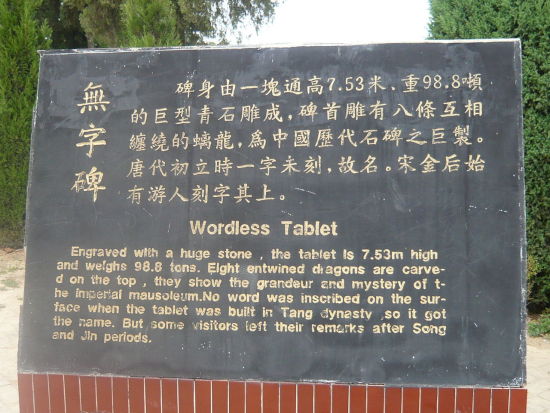 無字碑
碑身由一塊通高7.53米、重98.8噸
的巨型青石雕成，碑首雕有八條互相
纏繞的螭龍，爲中國歷代石碑之巨製。
唐代初立時一字未刻，故名。宋金后始
有游人刻字其上。
Wordless Tablet
Engraved with a huge stone , the tablet is 7.53m high
and weighs 98.8 tons. Eight entwined dragons are carve-
d on the top , they show the grandeur and mystery of t-
he imperial mausoleum.No word was inscribed on the sur-
face when the tablet was built in Tang dynasty ,so it got
the name. But some visitors left their remarks after Song
and Jin periods.